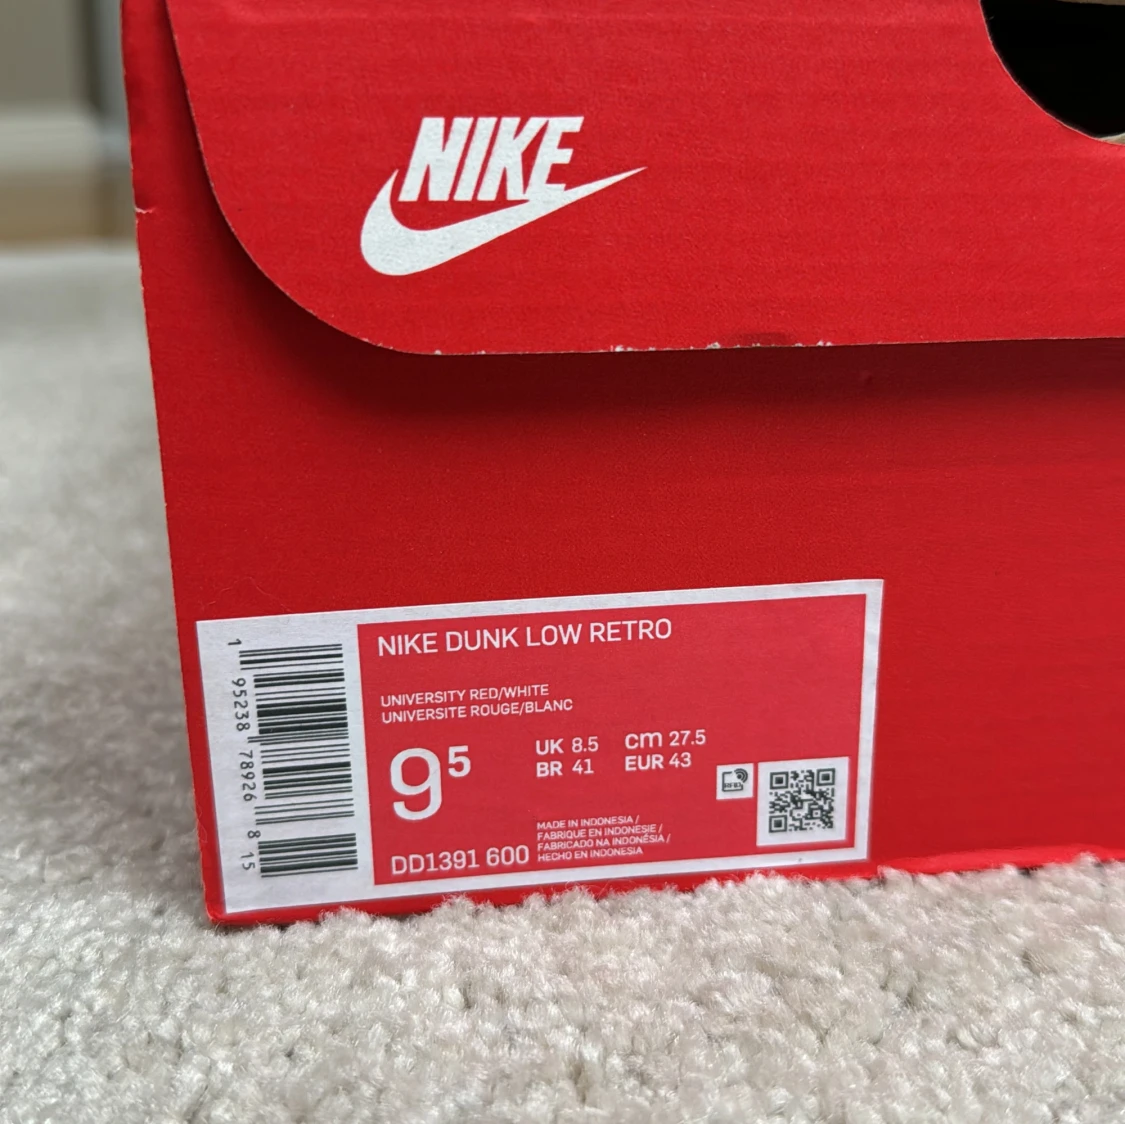 NIKE
NIKE DUNK LOW RETRO
UNIVERSITY RED/WHITE
UNIVERSITE ROUGE/BLANC
9⁵
UK 8.5 cm 27.5
BR 41 EUR 43
MADE IN INDONESIA /
FABRIQUE EN INDONESIE /
FABRICADO NA INDONÉSIA /
HECHO EN INDONESIA
DD1391 600
RFID
1 95238 78926 8 15